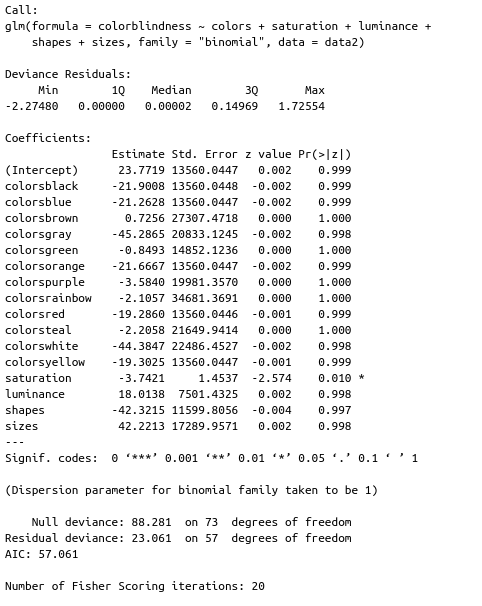 Call:
glm(formula = colorblindness ~ colors + saturation + luminance +
    shapes + sizes, family = "binomial", data = data2)

Deviance Residuals:
     Min        1Q    Median        3Q       Max
-2.27480   0.00000   0.00002   0.14969   1.72554

Coefficients:
                Estimate Std. Error z value Pr(>|z|)
(Intercept)      23.7719 13560.0447   0.002    0.999
colorsblack     -21.9008 13560.0448  -0.002    0.999
colorsblue      -21.2628 13560.0447  -0.002    0.999
colorsbrown       0.7256 27307.4718   0.000    1.000
colorsgray      -45.2865 20833.1245  -0.002    0.998
colorsgreen      -0.8493 14852.1236   0.000    1.000
colorsorange    -21.6667 13560.0447  -0.002    0.999
colorspurple     -3.5840 19981.3570   0.000    1.000
colorsrainbow    -2.1057 34681.3691   0.000    1.000
colorsred       -19.2860 13560.0446  -0.001    0.999
colorsteal       -2.2058 21649.9414   0.000    1.000
colorswhite     -44.3847 22486.4527  -0.002    0.998
colorsyellow    -19.3025 13560.0447  -0.001    0.999
saturation       -3.7421     1.4537  -2.574    0.010 *
luminance        18.0138  7501.4325   0.002    0.998
shapes          -42.3215 11599.8056  -0.004    0.997
sizes            42.2213 17289.9571   0.002    0.998
---
Signif. codes:  0 ‘***’ 0.001 ‘**’ 0.01 ‘*’ 0.05 ‘.’ 0.1 ‘ ’ 1

(Dispersion parameter for binomial family taken to be 1)

    Null deviance: 88.281  on 73  degrees of freedom
Residual deviance: 23.061  on 57  degrees of freedom
AIC: 57.061

Number of Fisher Scoring iterations: 20